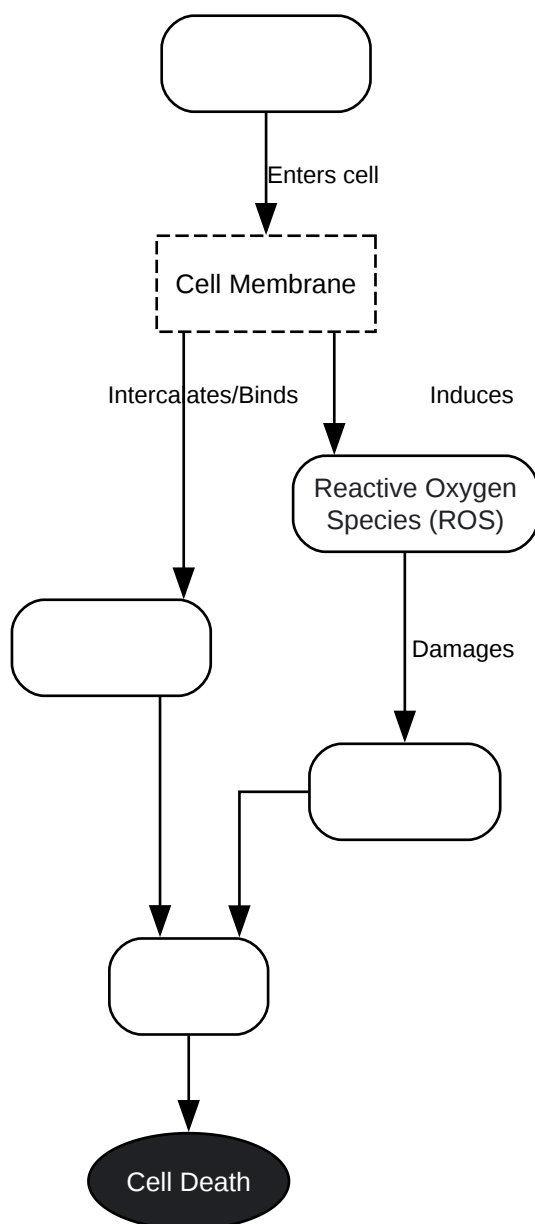 Enters cell
Cell Membrane
Intercalates/Binds
Induces
Reactive Oxygen
Species (ROS)
Damages
Cell Death